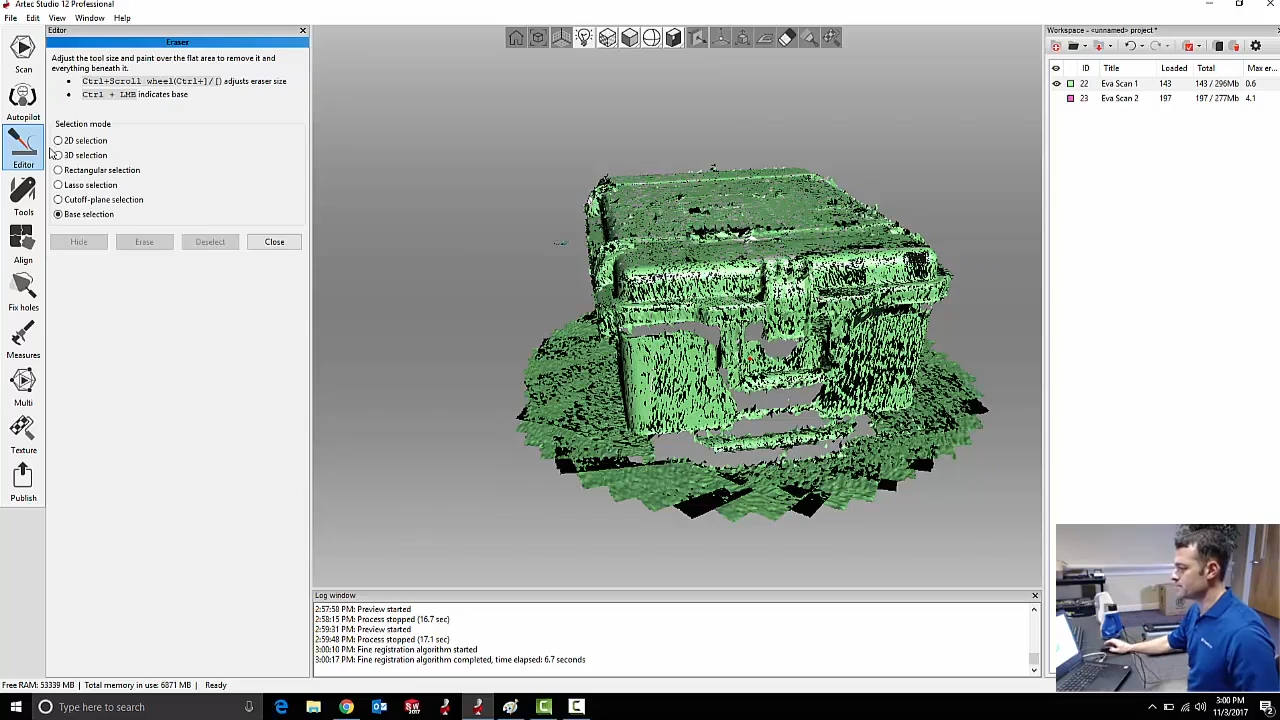 Artec Studio 12 Professional
File Edit View Window Help
Editor
Eraser
Adjust the tool size and paint over the flat area to remove it and
everything beneath it.
Ctrl+Scroll wheel(Ctrl+]/[) adjusts eraser size
Ctrl + LMB indicates base
Selection mode
2D selection
3D selection
Rectangular selection
Lasso selection
Cutoff-plane selection
Base selection
Hide Erase Deselect Close
Scan
Autopilot
Editor
Tools
Align
Fix holes
Measures
Multi
Texture
Publish
Workspace - <unnamed> project *
ID Title Loaded Total Max er...
22 Eva Scan 1 143 143 / 296Mb 0.6
23 Eva Scan 2 197 197 / 277Mb 4.1
Log window
2:57:58 PM: Preview started
2:58:15 PM: Process stopped (16.7 sec)
2:59:31 PM: Preview started
2:59:48 PM: Process stopped (17.1 sec)
3:00:10 PM: Fine registration algorithm started
3:00:17 PM: Fine registration algorithm completed, time elapsed: 6.7 seconds
Free RAM: 53339 MB Total memory in use: 6871 MB Ready
Type here to search
3:00 PM
11/3/2017